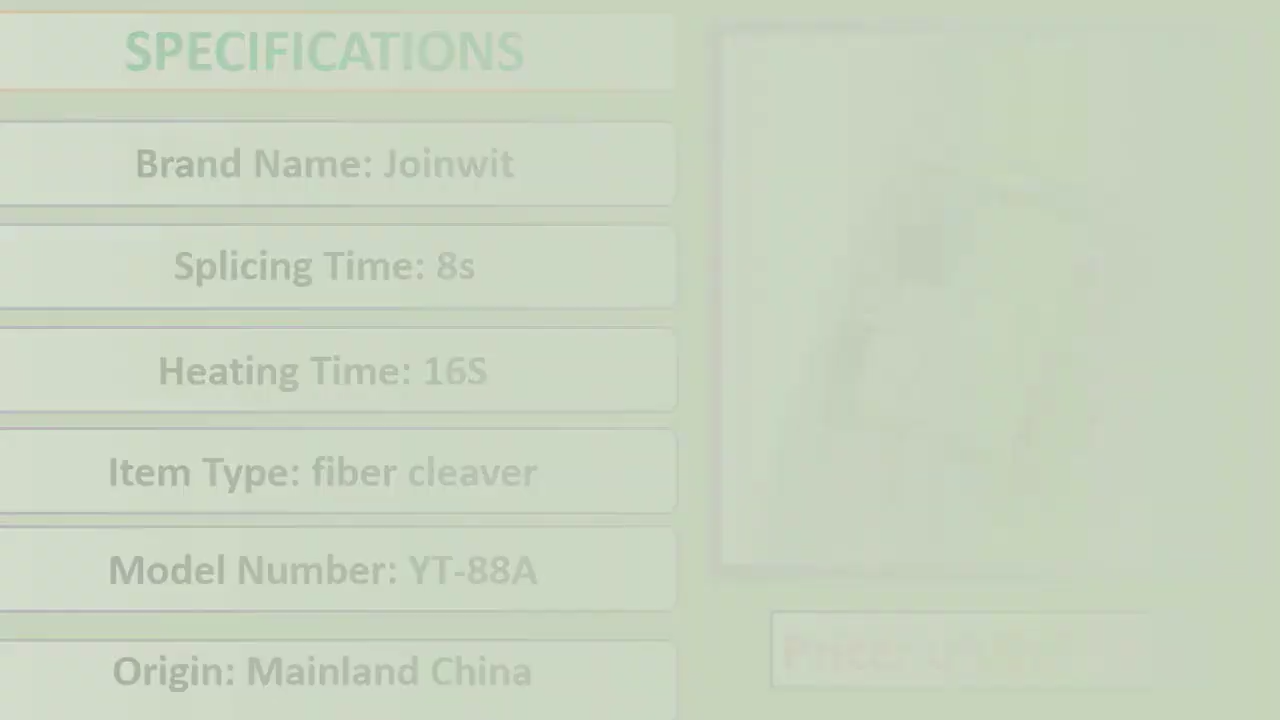 SPECIFICATIONS
Brand Name: Joinwit
Splicing Time: 8s
Heating Time: 16S
Item Type: fiber cleaver
Model Number: YT-88A
Origin: Mainland China
Price: